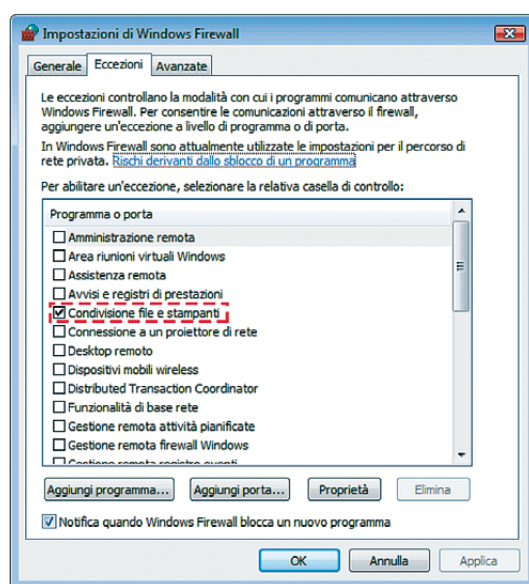 Impostazioni di Windows Firewall
Generale Eccezioni Avanzate
Le eccezioni controllano la modalità con cui i programmi comunicano attraverso
Windows Firewall. Per consentire le comunicazioni attraverso il firewall,
aggiungere un'eccezione a livello di programma o di porta.
In Windows Firewall sono attualmente utilizzate le impostazioni per il percorso di
rete privata. Rischi derivanti dallo sblocco di un programma
Per abilitare un'eccezione, selezionare la relativa casella di controllo:
Programma o porta
Amministrazione remota
Area riunioni virtuali Windows
Assistenza remota
Avvisi e registri di prestazioni
Condivisione file e stampanti
Connessione a un proiettore di rete
Desktop remoto
Dispositivi mobili wireless
Distributed Transaction Coordinator
Funzionalità di base rete
Gestione remota attività pianificate
Gestione remota firewall Windows
Gestione remota registro eventi
Aggiungi programma... Aggiungi porta... Proprietà Elimina
Notifica quando Windows Firewall blocca un nuovo programma
OK Annulla Applica